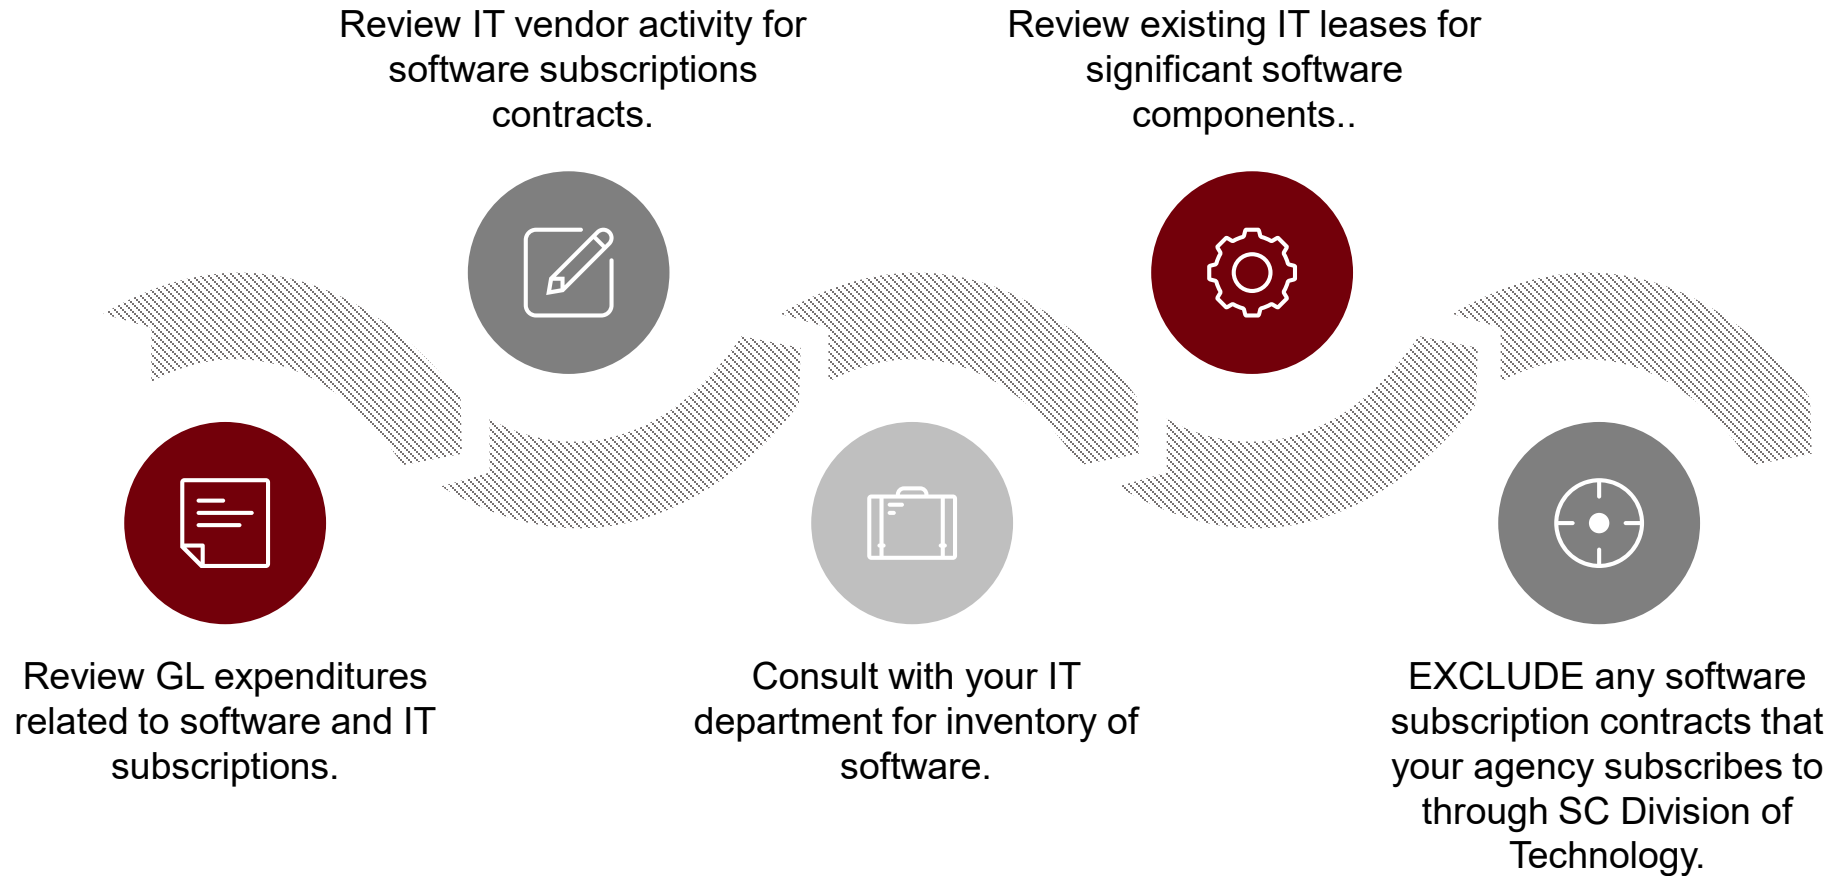 Review GL expenditures
related to software and IT
subscriptions.
Review IT vendor activity for
software subscriptions
contracts.
Consult with your IT
department for inventory of
software.
Review existing IT leases for
significant software
components..
EXCLUDE any software
subscription contracts that
your agency subscribes to
through SC Division of
Technology.